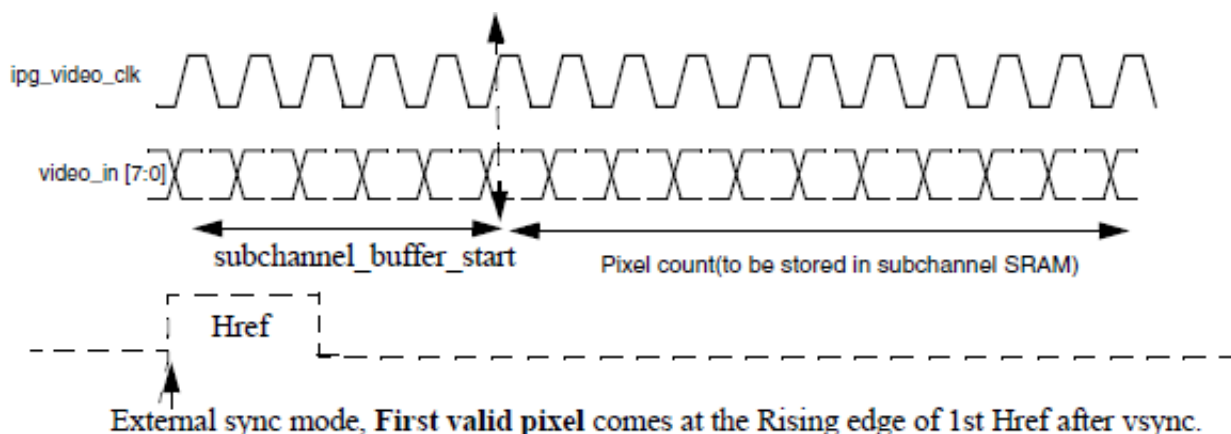 ipg_video_clk
video_in [7:0]
subchannel_buffer_start
Pixel count(to be stored in subchannel SRAM)
Href
External sync mode, First valid pixel comes at the Rising edge of 1st Href after vsync.